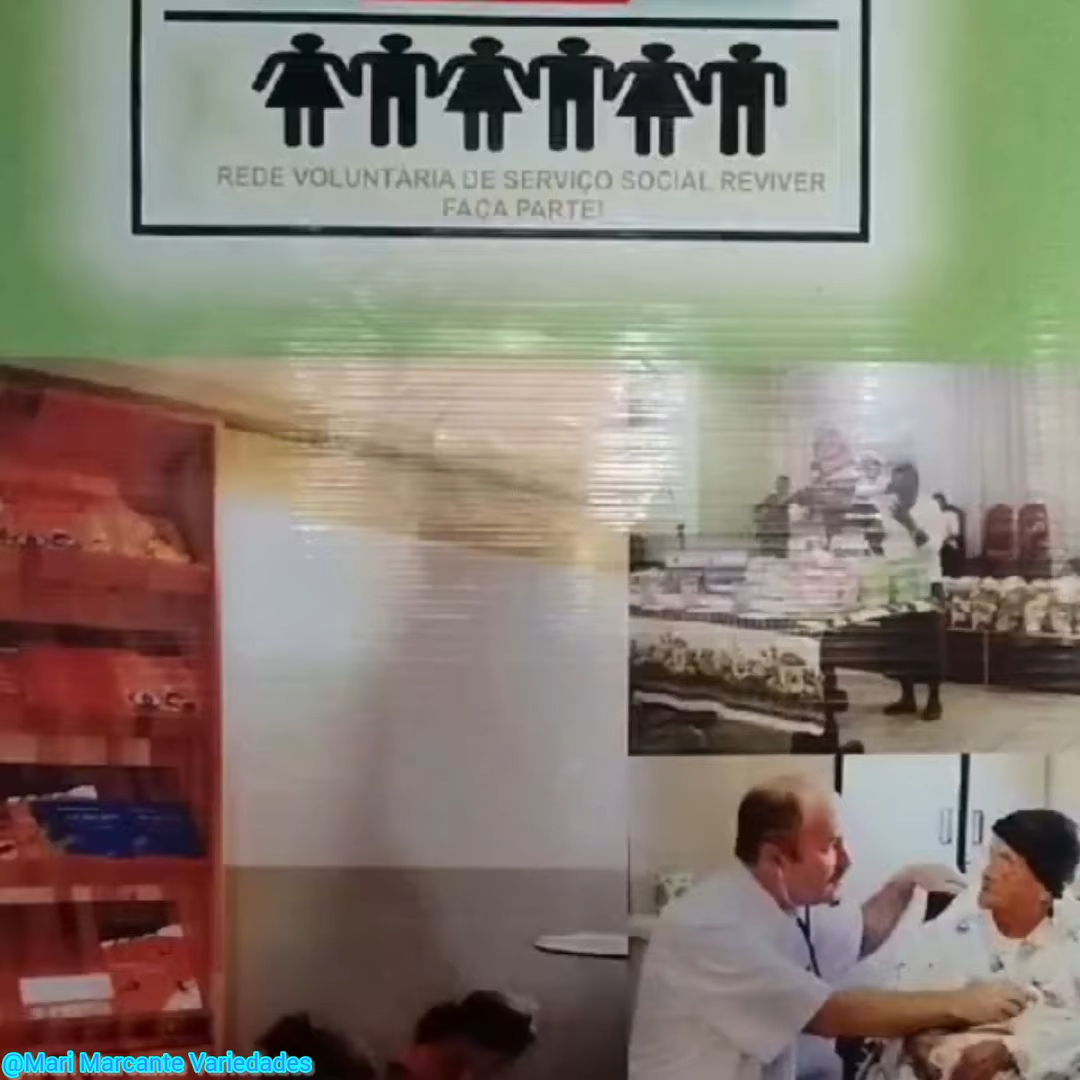 REDE VOLUNTÁRIA DE SERVIÇO SOCIAL REVIVER
FAÇA PARTE!
@Mari Marcante Variedades